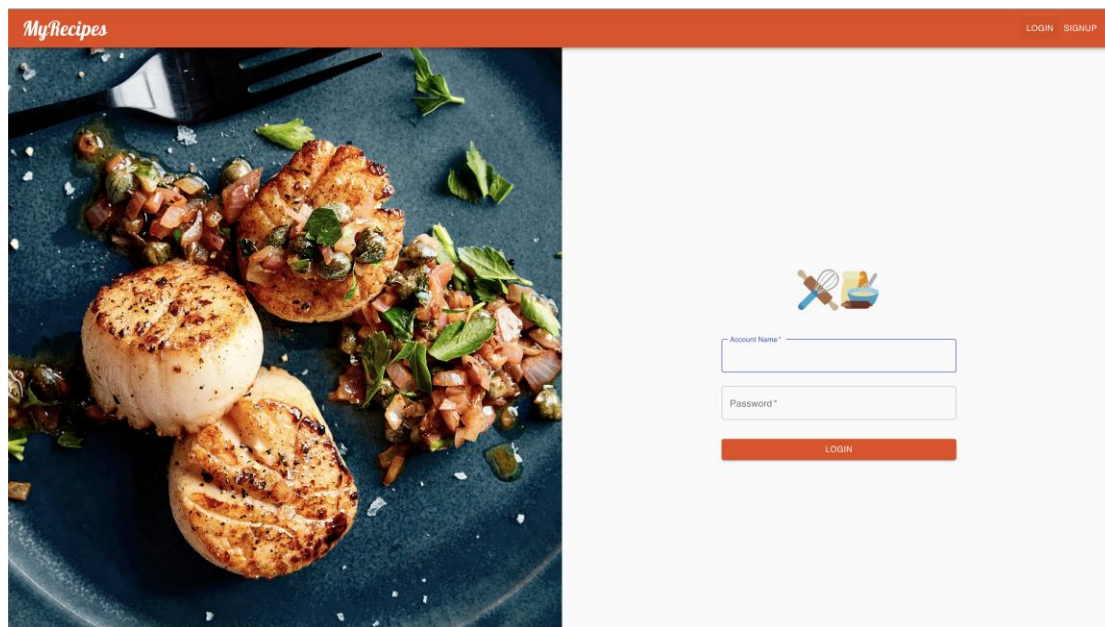 MyRecipes
LOGIN SIGNUP
Account Name *
Password *
LOGIN